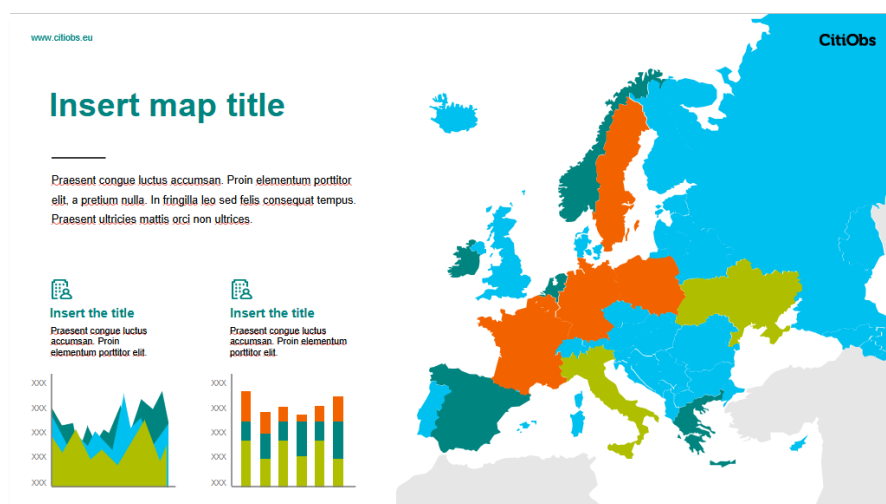 www.citiobs.eu
CitiObs
Insert map title
Praesent congue luctus accumsan. Proin elementum porttitor
elit, a pretium nulla. In fringilla leo sed felis consequat tempus.
Praesent ultricies mattis orci non ultrices.
Insert the title
Praesent congue luctus
accumsan. Proin
elementum porttitor elit.
Insert the title
Praesent congue luctus
accumsan. Proin elementum
porttitor elit.
XXX
XXX
XXX
XXX
XXX
XXX
XXX
XXX
XXX
XXX